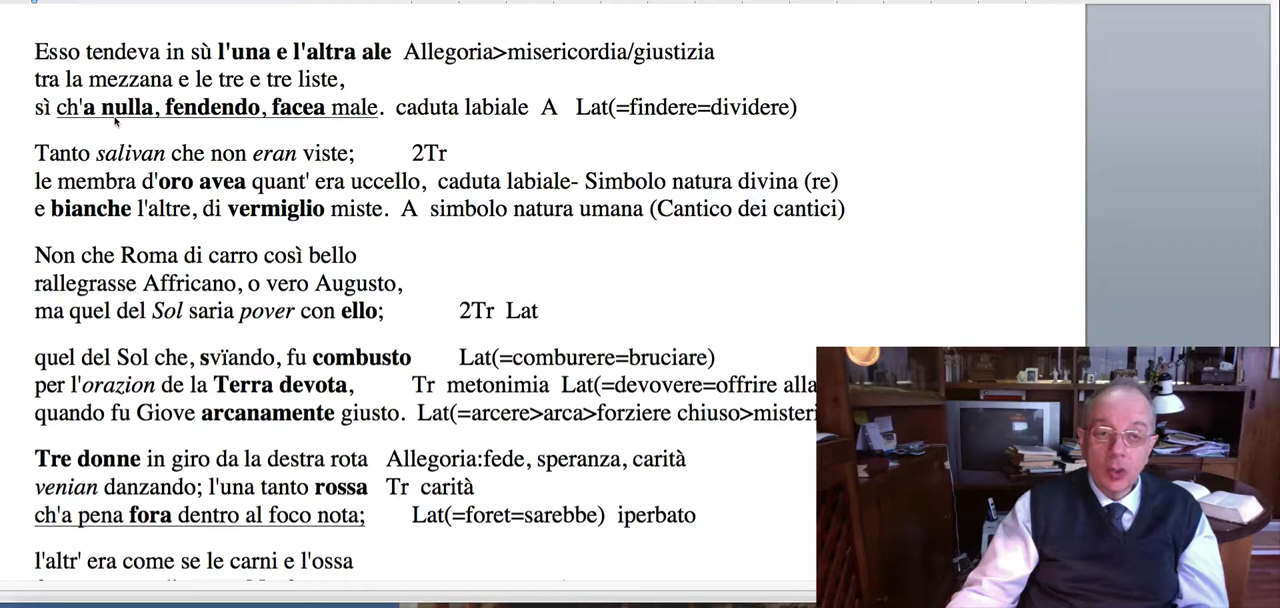 Esso tendeva in sù l'una e l'altra ale Allegoria>misericordia/giustizia
tra la mezzana e le tre e tre liste,
sì ch'a nulla, fendendo, facea male. caduta labiale A Lat(=findere=dividere)
Tanto salivan che non eran viste; 2Tr
le membra d'oro avea quant' era uccello, caduta labiale- Simbolo natura divina (re)
e bianche l'altre, di vermiglio miste. A simbolo natura umana (Cantico dei cantici)
Non che Roma di carro così bello
rallegrasse Affricano, o vero Augusto,
ma quel del Sol saria pover con ello; 2Tr Lat
quel del Sol che, svïando, fu combusto Lat(=comburere=bruciare)
per l'orazion de la Terra devota, Tr metonimia Lat(=devovere=offrire alla
quando fu Giove arcanamente giusto. Lat(=arcere>arca>forziere chiuso>misteri
Tre donne in giro da la destra rota Allegoria:fede, speranza, carità
venian danzando; l'una tanto rossa Tr carità
ch'a pena fora dentro al foco nota; Lat(=foret=sarebbe) iperbato
l'altr' era come se le carni e l'ossa